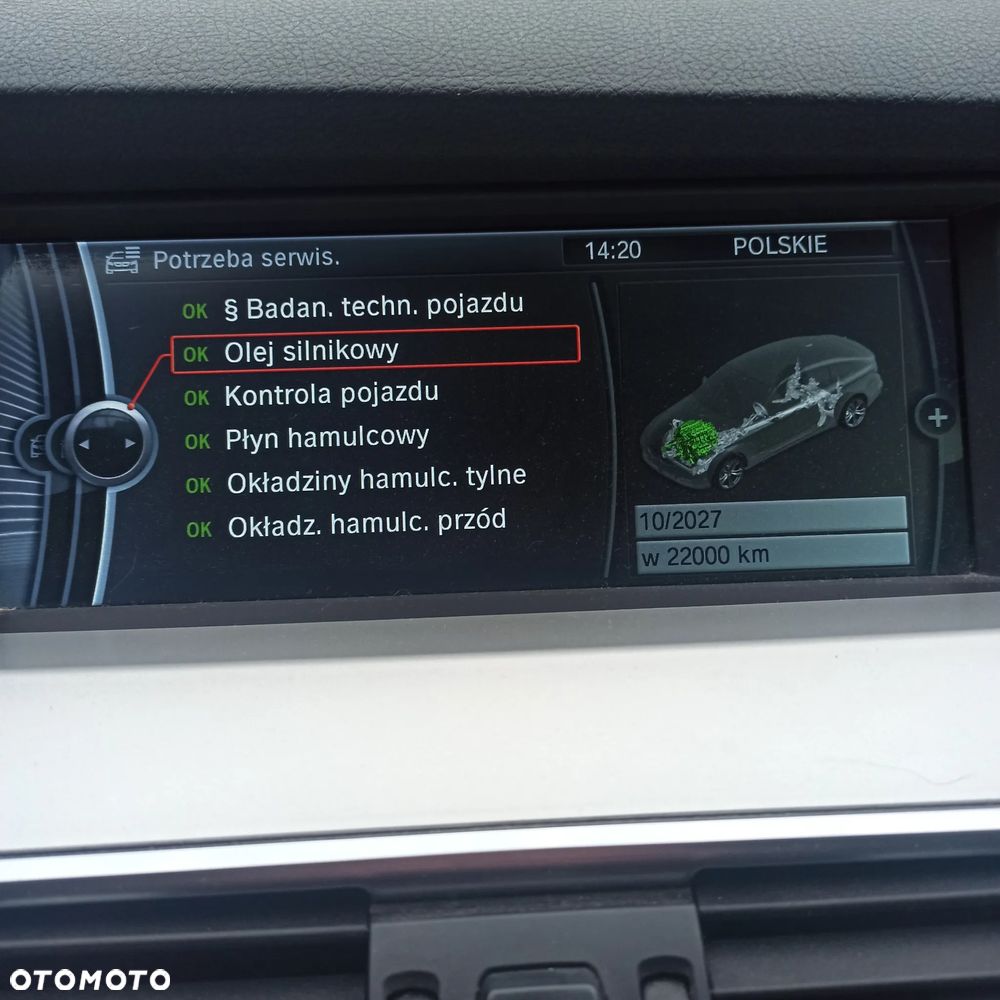 Potrzeba serwis.
14:20
POLSKIE
OK § Badan. techn. pojazdu
OK Olej silnikowy
OK Kontrola pojazdu
OK Płyn hamulcowy
OK Okładziny hamulc. tylne
OK Okładz. hamulc. przód
10/2027
w 22000 km
OTOMOTO